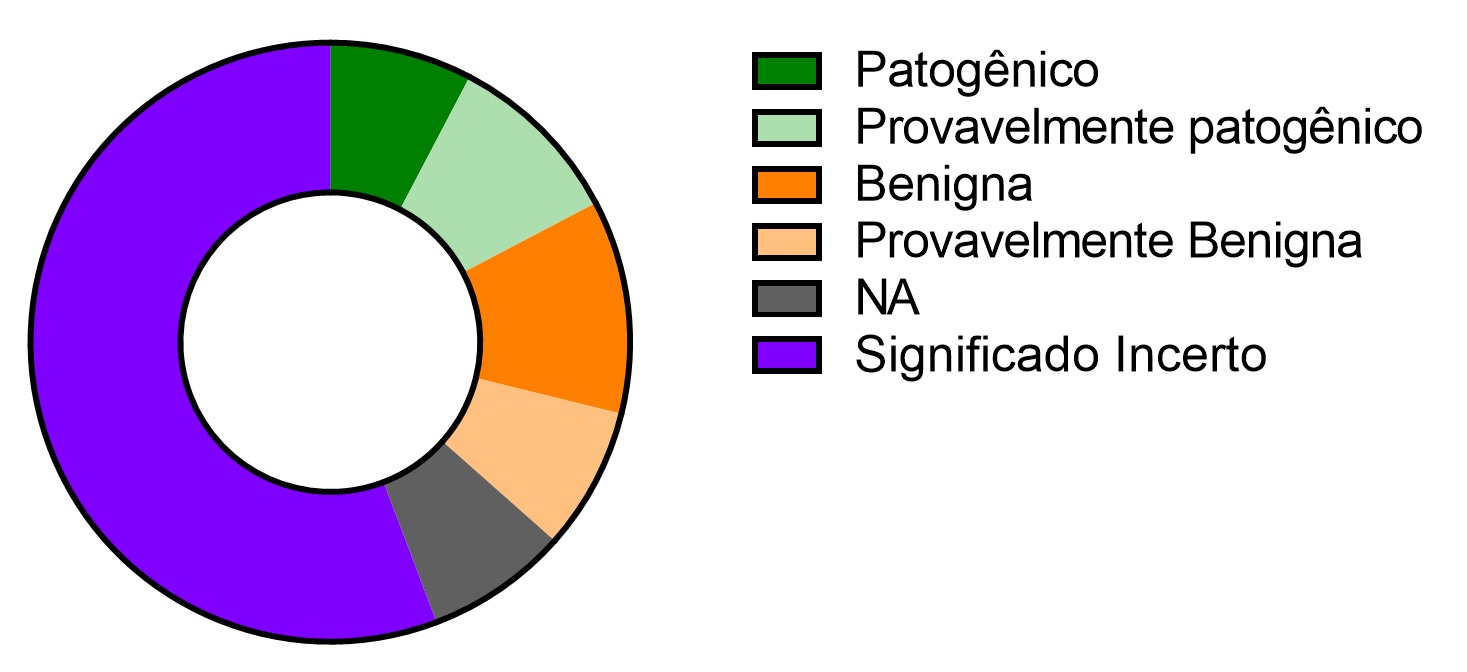 Patogênico
Provavelmente patogênico
Benigna
Provavelmente Benigna
NA
Significado Incerto